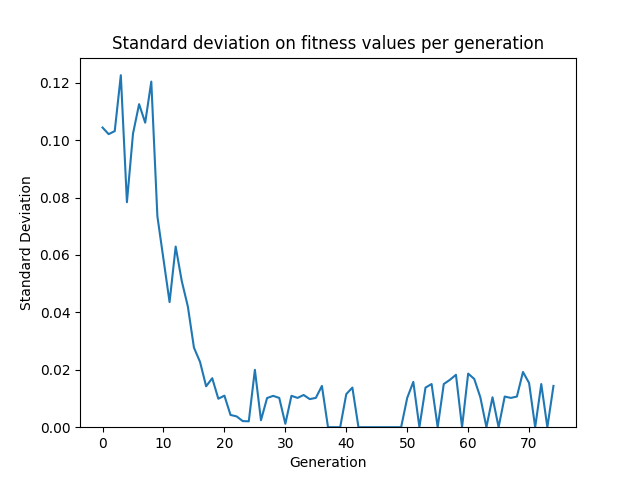 Standard deviation on fitness values per generation
0.12
0.10
0.08
0.06
0.04
0.02
0.00
Standard Deviation
0 10 20 30 40 50 60 70
Generation